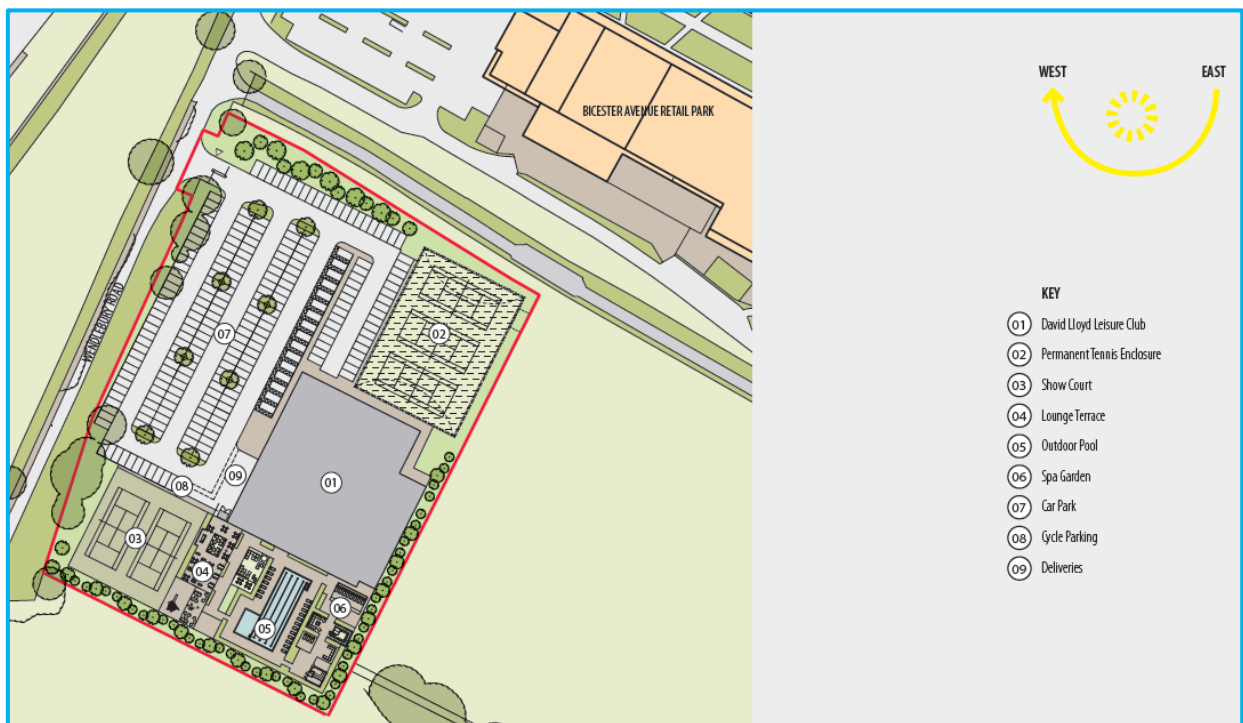 BICESTER AVENUE RETAIL PARK
WENDLEBURY ROAD
02
07
01
09
08
03
04
05
06
WEST EAST
KEY
01 David Lloyd Leisure Club
02 Permanent Tennis Enclosure
03 Show Court
04 Lounge Terrace
05 Outdoor Pool
06 Spa Garden
07 Car Park
08 Cycle Parking
09 Deliveries